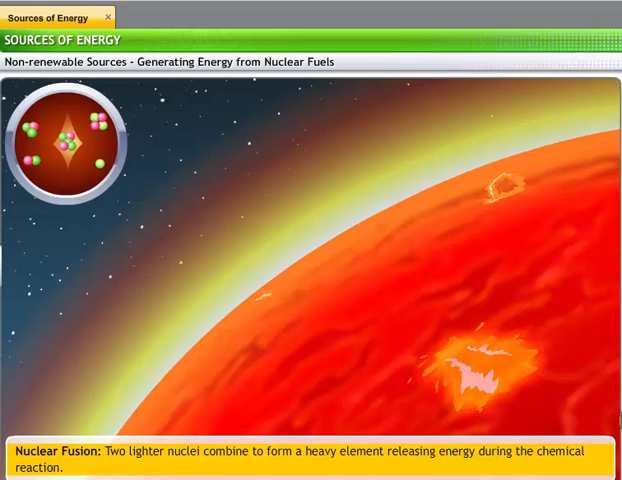 Sources of Energy
SOURCES OF ENERGY
Non-renewable Sources - Generating Energy from Nuclear Fuels
Nuclear Fusion: Two lighter nuclei combine to form a heavy element releasing energy during the chemical
reaction.